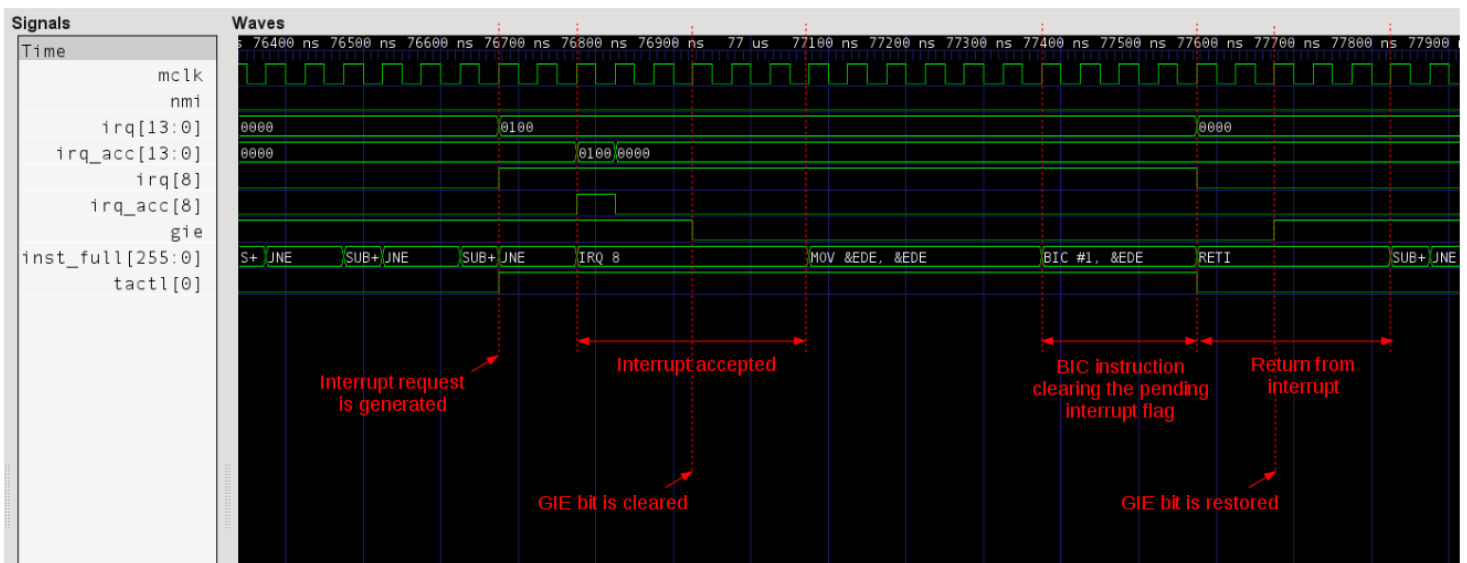 Signals
Waves
Time
s 76400 ns 76500 ns 76600 ns 76700 ns 76800 ns 76900 ns 77 us 77100 ns 77200 ns 77300 ns 77400 ns 77500 ns 77600 ns 77700 ns 77800 ns 77900
mclk
nmi
irq[13:0] 0000 0100 0000
irq_acc[13:0] 0000 0100 0000
irq[8]
irq_acc[8]
gie
inst_full[255:0] S+ JNE SUB+ JNE SUB+ JNE IRQ 8 MOV &EDE, &EDE BIC #1, &EDE RETI SUB+ JNE
tactl[0]
Interrupt request
is generated
Interrupt accepted
BIC instruction
clearing the pending
interrupt flag
Return from
interrupt
GIE bit is cleared
GIE bit is restored